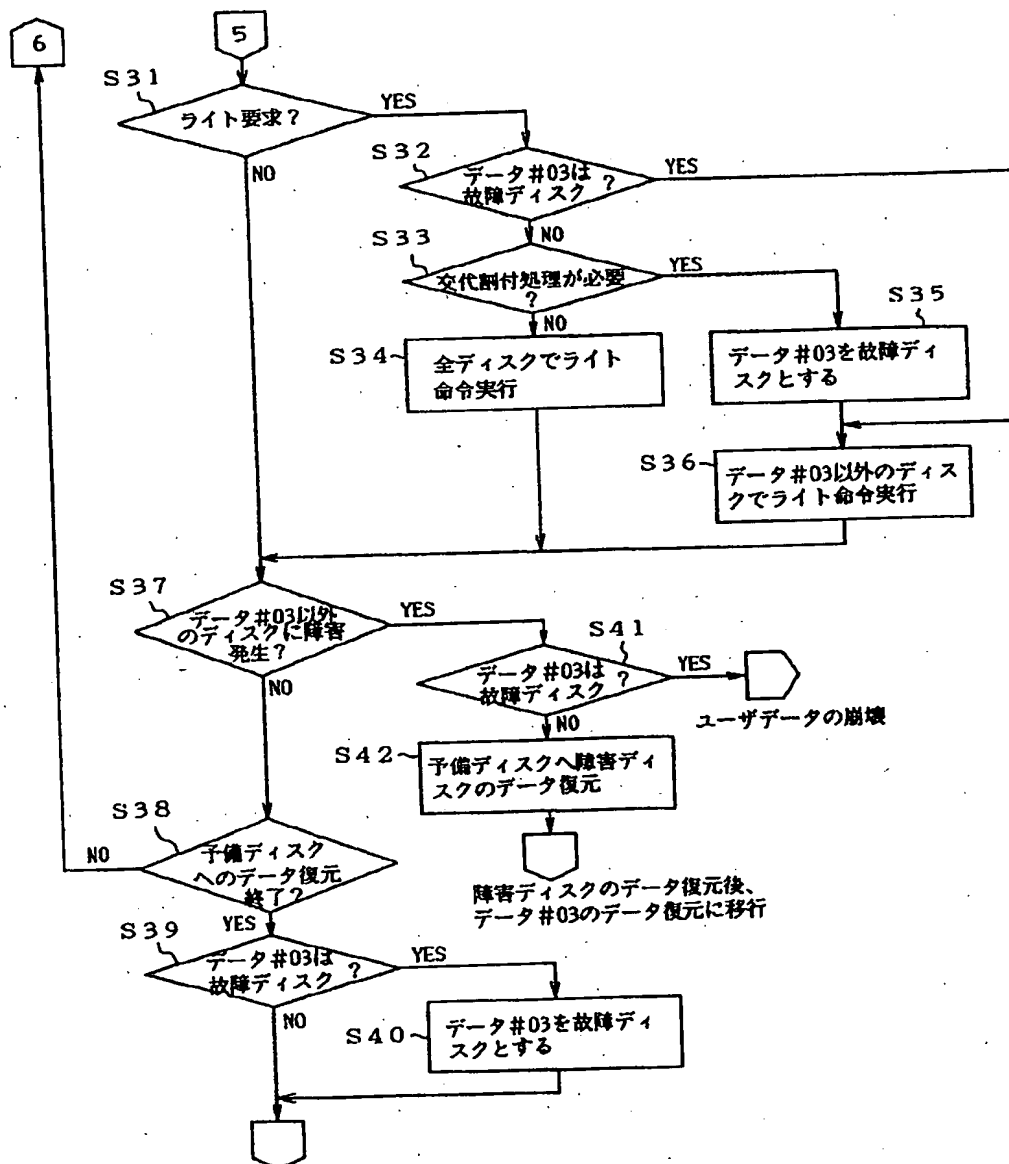 6
5
S31
ライト要求?
YES
NO
S32
データ#03は
故障ディスク
?
YES
NO
S33
交代割付処理が必要
?
YES
NO
S34
全ディスクでライト
命令実行
S35
データ#03を故障ディ
スクとする
S36
データ#03以外のディス
クでライト命令実行
S37
データ#03以外
のディスクに障害
発生?
YES
NO
S41
データ#03は
故障ディスク
?
YES
NO
ユーザデータの崩壊
S42
予備ディスクへ障害ディ
スクのデータ復元
障害ディスクのデータ復元後、
データ#03のデータ復元に移行
S38
予備ディスク
へのデータ復元
終了?
NO
YES
S39
データ#03は
故障ディスク
?
YES
NO
S40
データ#03を故障ディ
スクとする